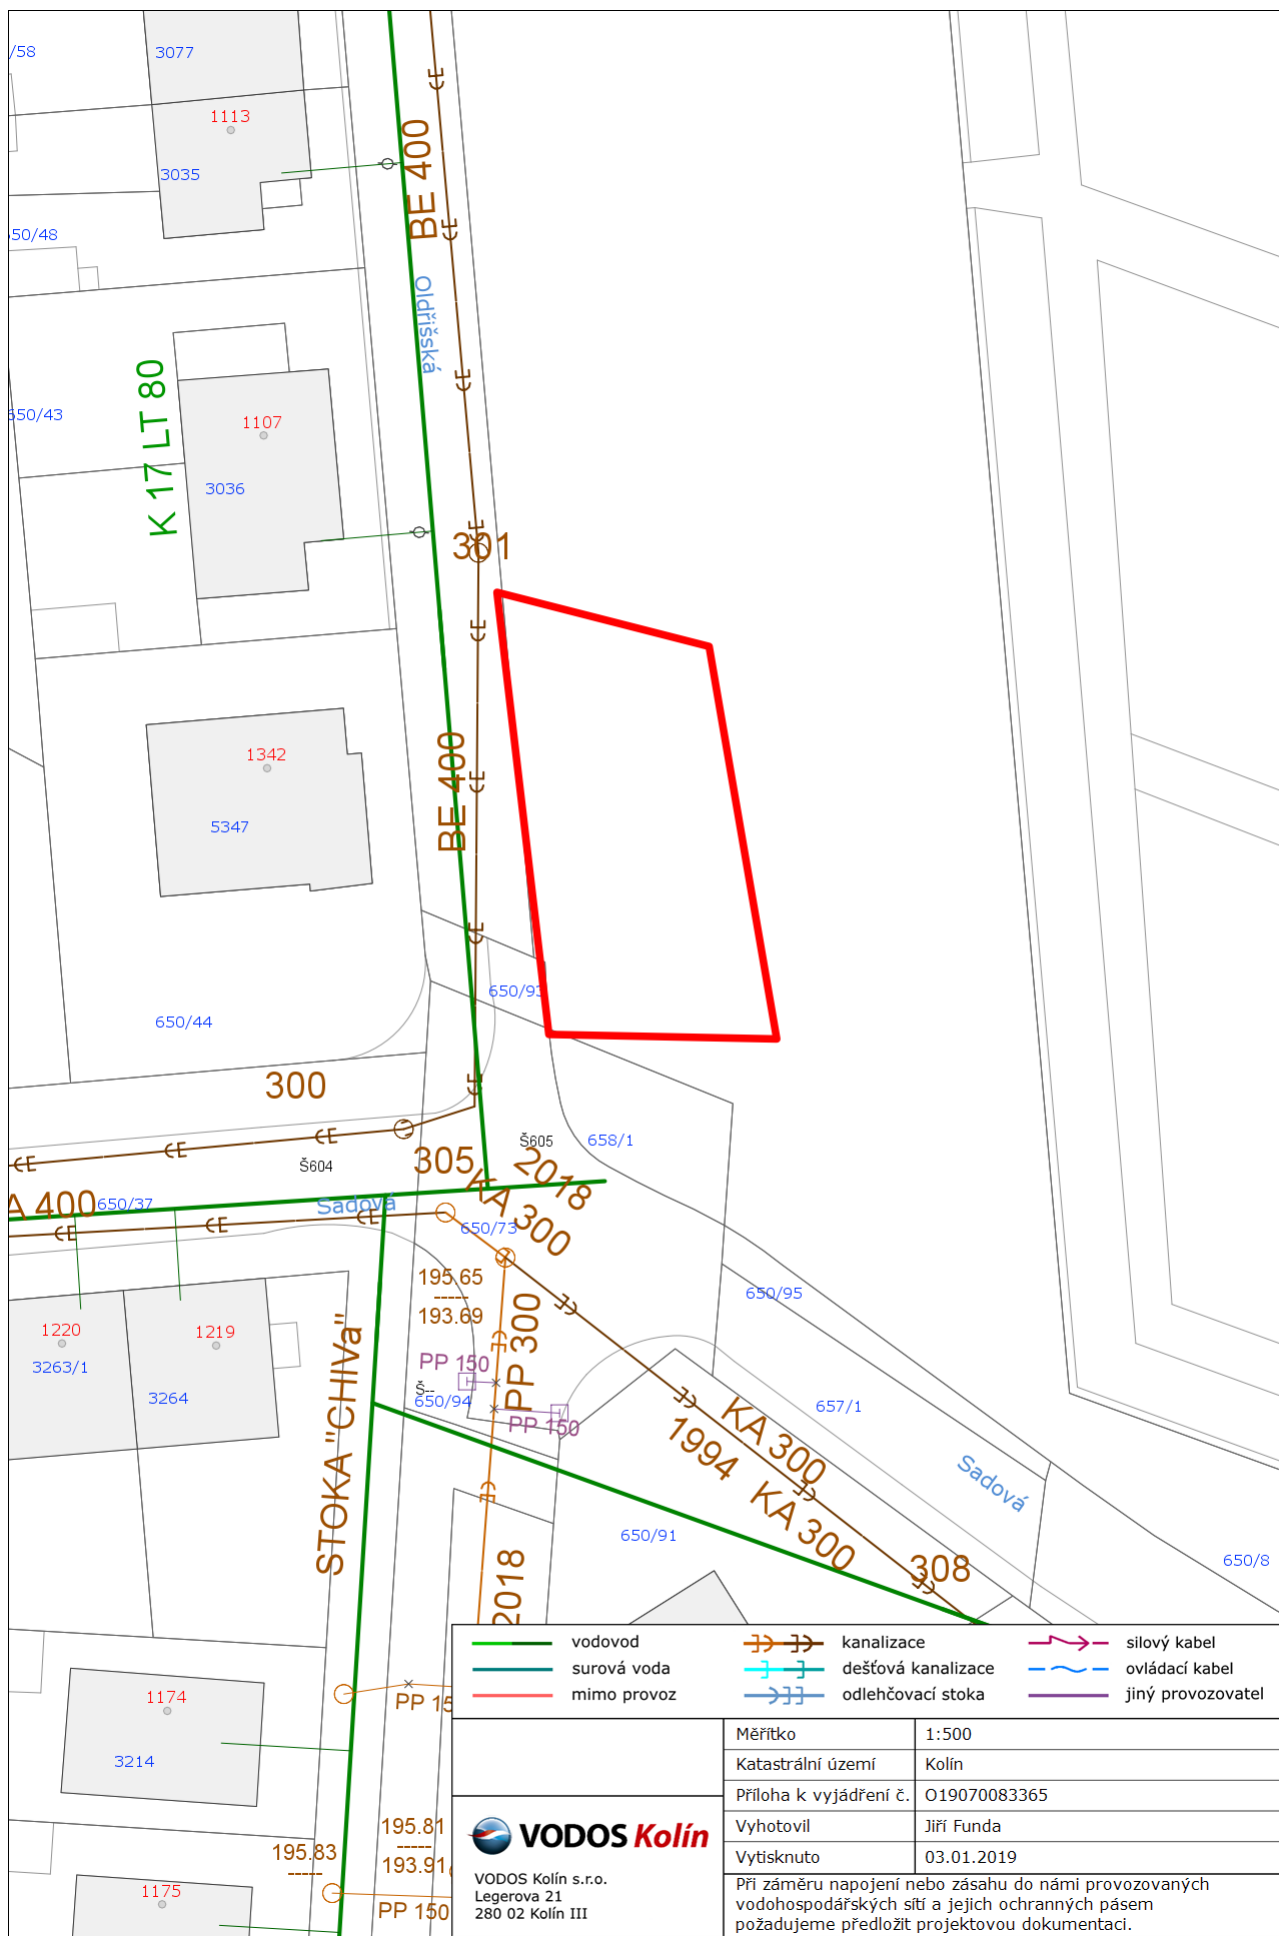 /58
3077
1113
3035
BE 400
50/48
Oldřišská
K 17 LT 80
650/43
1107
3036
301
1342
5347
BE 400
650/93
650/44
300
Š605
658/1
Š604
305
2018
A 400
650/37
Sadová
KA 300
650/73
195.65
-----
193.69
650/95
1220
1219
3263/1
3264
STOKA "CHIVa"
PP 300
PP 150
Š--
650/94
PP 150
657/1
KA 300
1994 KA 300
Sadová
650/91
308
650/8
2018
1174
3214
PP 15
195.81
-----
193.91
195.83
-----
1175
PP 150
vodovod
kanalizace
silový kabel
surová voda
dešťová kanalizace
ovládací kabel
mimo provoz
odlehčovací stoka
jiný provozovatel
Měřítko 1:500
Katastrální území Kolín
Příloha k vyjádření č. O19070083365
Vyhotovil Jiří Funda
Vytisknuto 03.01.2019
VODOS Kolín
VODOS Kolín s.r.o.
Legerova 21
280 02 Kolín III
Při záměru napojení nebo zásahu do námi provozovaných
vodohospodářských sítí a jejich ochranných pásem
požadujeme předložit projektovou dokumentaci.